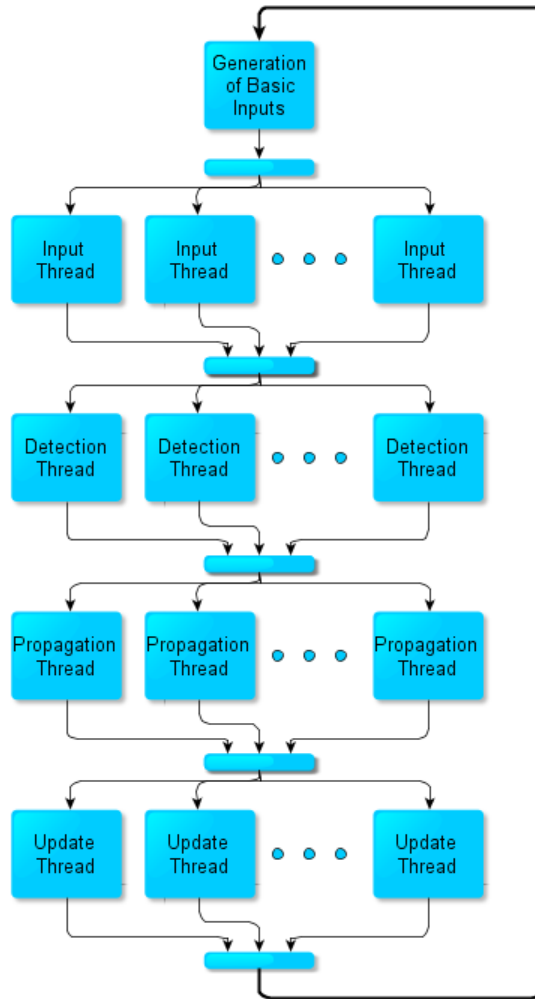 Generation
of Basic
Inputs
Input
Thread
Input
Thread
Input
Thread
Detection
Thread
Detection
Thread
Detection
Thread
Propagation
Thread
Propagation
Thread
Propagation
Thread
Update
Thread
Update
Thread
Update
Thread